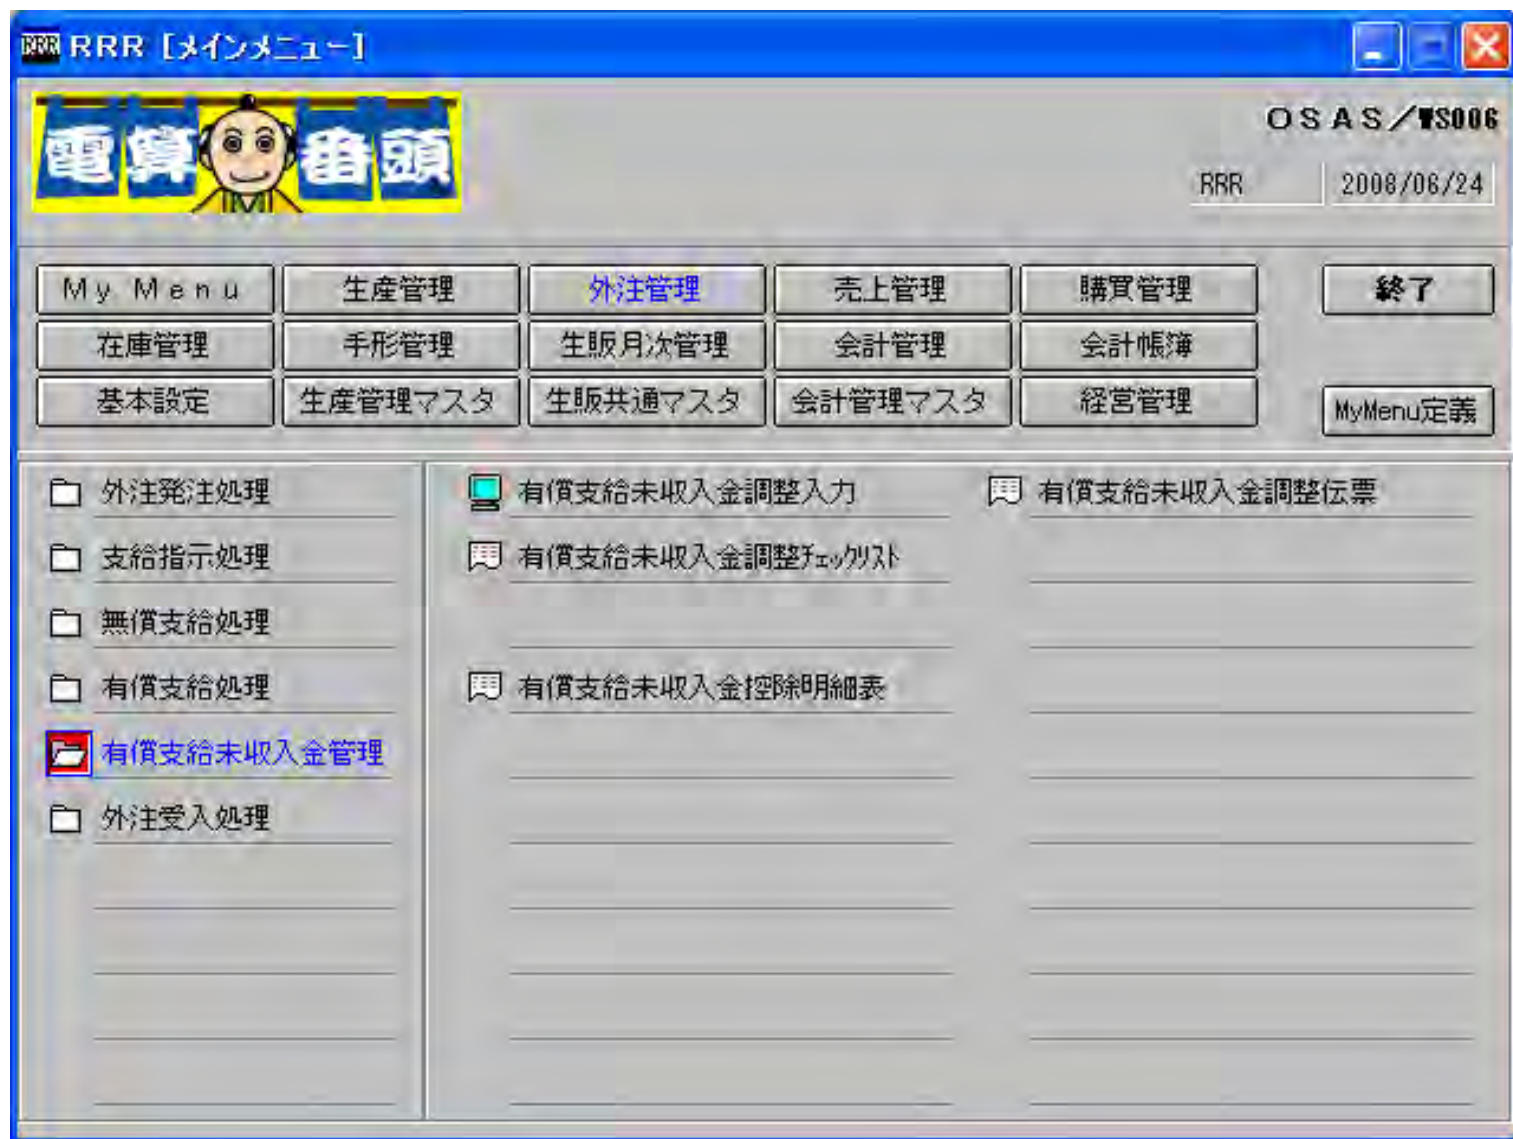 RRR RRR [メインメニュー]
電算番頭
OSAS/WS006
RRR 2008/06/24
My Menu 生産管理 外注管理 売上管理 購買管理 終了
在庫管理 手形管理 生販月次管理 会計管理 会計帳簿
基本設定 生産管理マスタ 生販共通マスタ 会計管理マスタ 経営管理 MyMenu定義
外注発注処理 有償支給未収入金調整入力 有償支給未収入金調整伝票
支給指示処理 有償支給未収入金調整ﾁｪｯｸﾘｽﾄ
無償支給処理
有償支給処理 有償支給未収入金控除明細表
有償支給未収入金管理
外注受入処理